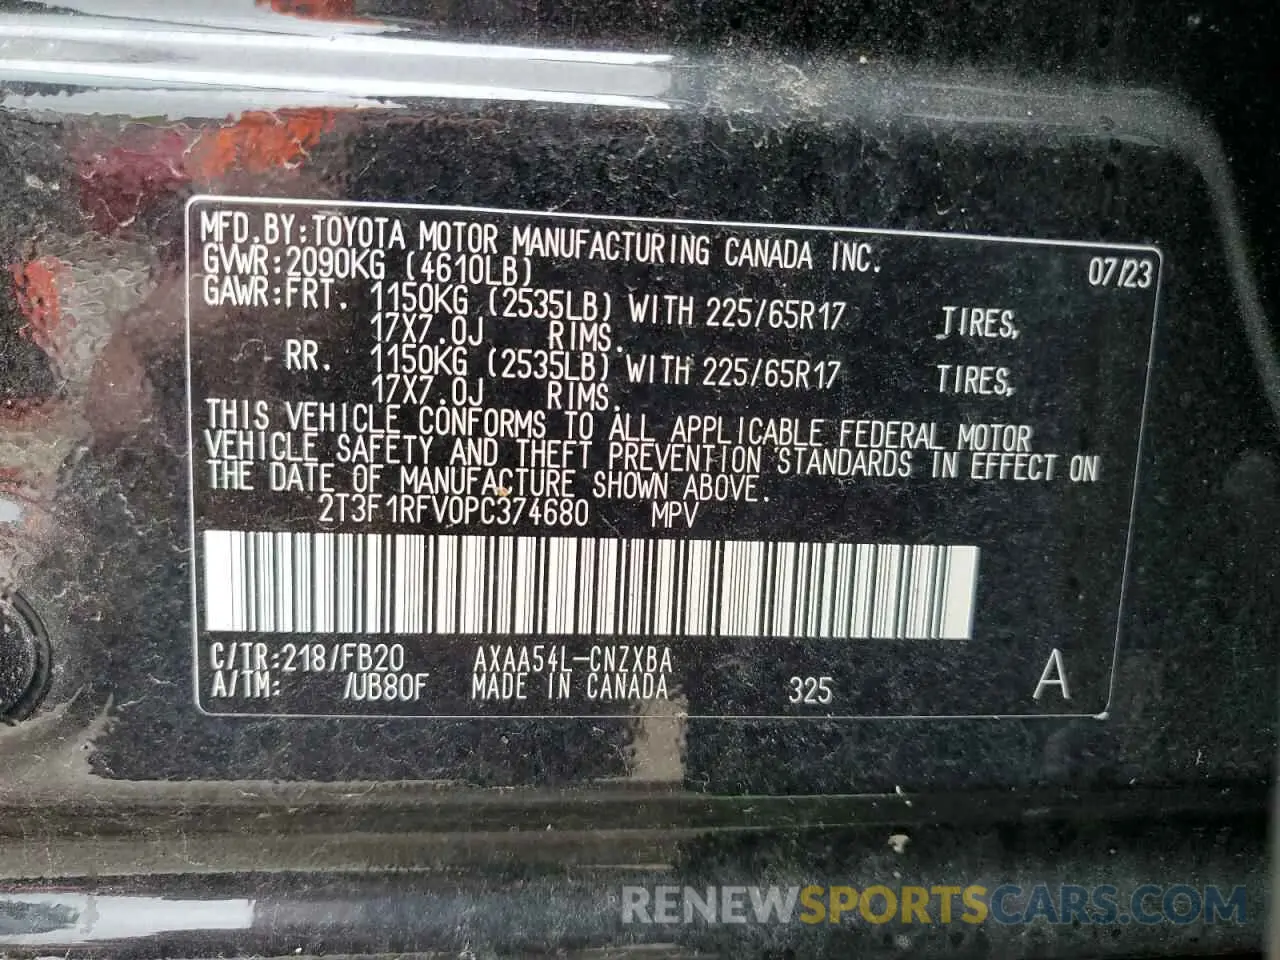 MFD.BY:TOYOTA MOTOR MANUFACTURING CANADA INC.
GVWR:2090KG (4610LB) 07/23
GAWR:FRT. 1150KG (2535LB) WITH 225/65R17 TIRES,
17X7.0J RIMS.
RR. 1150KG (2535LB) WITH 225/65R17 TIRES,
17X7.0J RIMS.
THIS VEHICLE CONFORMS TO ALL APPLICABLE FEDERAL MOTOR
VEHICLE SAFETY AND THEFT PREVENTION STANDARDS IN EFFECT ON
THE DATE OF MANUFACTURE SHOWN ABOVE.
2T3F1RFV0PC374680 MPV
C/TR:218/FB20 AXAA54L-CNZXBA
A/TM: /UB80F MADE IN CANADA 325 A
RENEWSPORTSCARS.COM